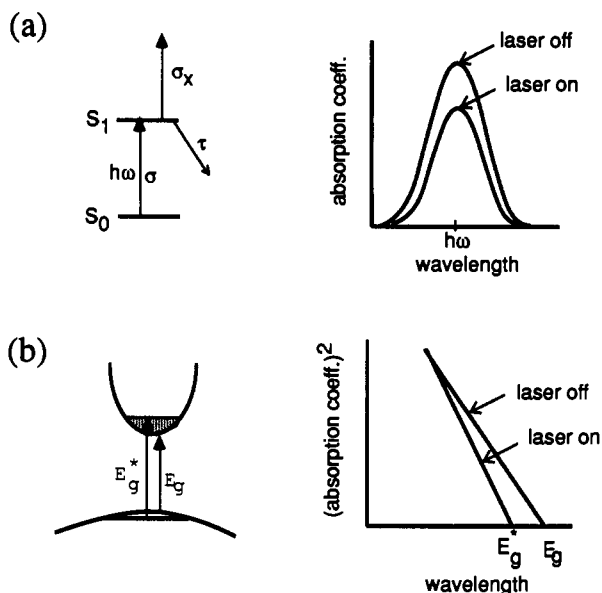 (a)
σx
S1
τ
hω σ
S0
absorption coeff.
laser off
laser on
hω
wavelength
(b)
E*g Eg
(absorption coeff.)²
laser off
laser on
E*g Eg
wavelength